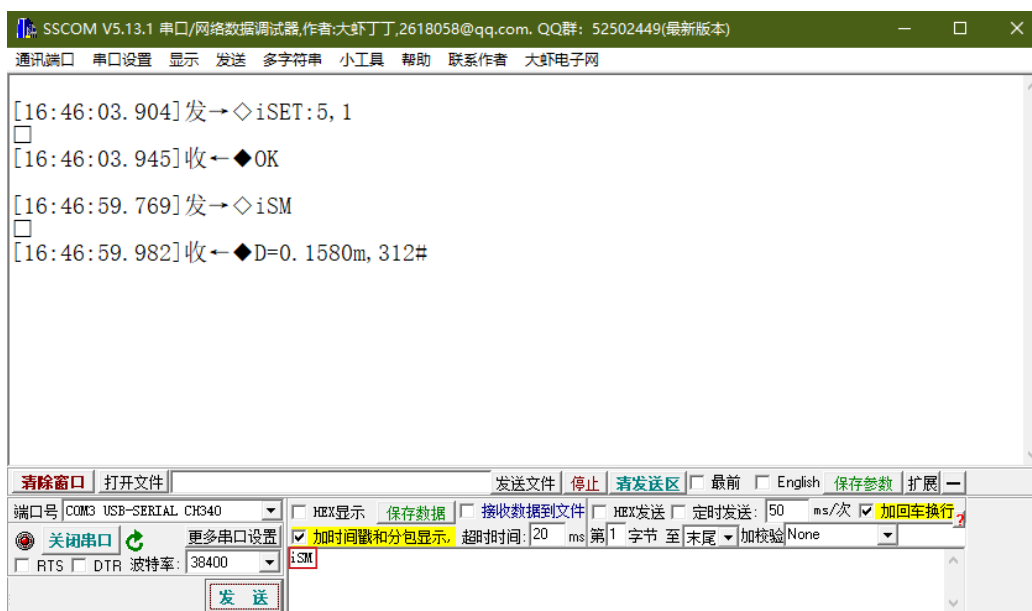 SSCOM V5.13.1 串口/网络数据调试器,作者:大虾丁丁,2618058@qq.com. QQ群: 52502449(最新版本)
通讯端口 串口设置 显示 发送 多字符串 小工具 帮助 联系作者 大虾电子网
[16:46:03.904]发→◇iSET:5,1
□
[16:46:03.945]收←◆OK
[16:46:59.769]发→◇iSM
□
[16:46:59.982]收←◆D=0.1580m,312#
清除窗口 打开文件 发送文件 停止 清发送区 最前 English 保存参数 扩展 —
端口号 COM3 USB-SERIAL CH340 HEX显示 保存数据 接收数据到文件 HEX发送 定时发送: 50 ms/次 加回车换行 ?
关闭串口 更多串口设置 加时间戳和分包显示, 超时时间: 20 ms 第 1 字节 至 末尾 加校验 None
RTS DTR 波特率: 38400 iSM
发 送